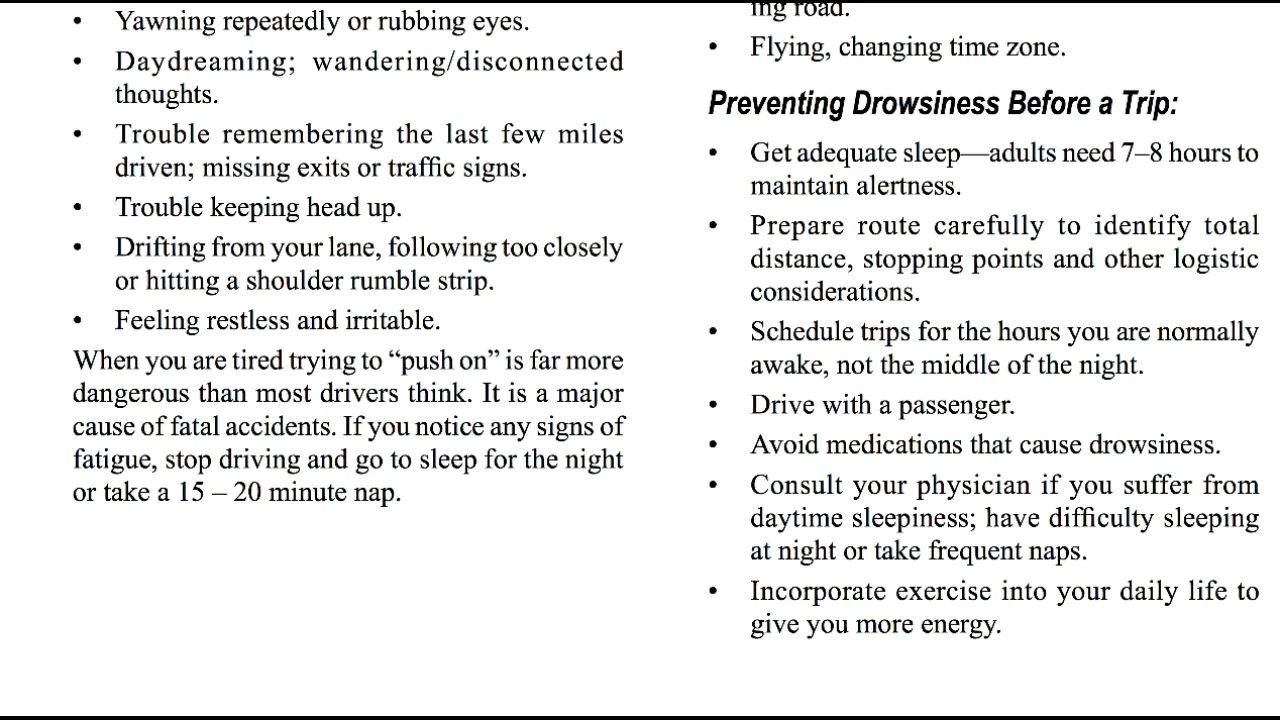 • Yawning repeatedly or rubbing eyes.
• Daydreaming; wandering/disconnected
thoughts.
• Trouble remembering the last few miles
driven; missing exits or traffic signs.
• Trouble keeping head up.
• Drifting from your lane, following too closely
or hitting a shoulder rumble strip.
• Feeling restless and irritable.
When you are tired trying to “push on” is far more
dangerous than most drivers think. It is a major
cause of fatal accidents. If you notice any signs of
fatigue, stop driving and go to sleep for the night
or take a 15 – 20 minute nap.
ing road.
• Flying, changing time zone.
Preventing Drowsiness Before a Trip:
• Get adequate sleep—adults need 7–8 hours to
maintain alertness.
• Prepare route carefully to identify total
distance, stopping points and other logistic
considerations.
• Schedule trips for the hours you are normally
awake, not the middle of the night.
• Drive with a passenger.
• Avoid medications that cause drowsiness.
• Consult your physician if you suffer from
daytime sleepiness; have difficulty sleeping
at night or take frequent naps.
• Incorporate exercise into your daily life to
give you more energy.